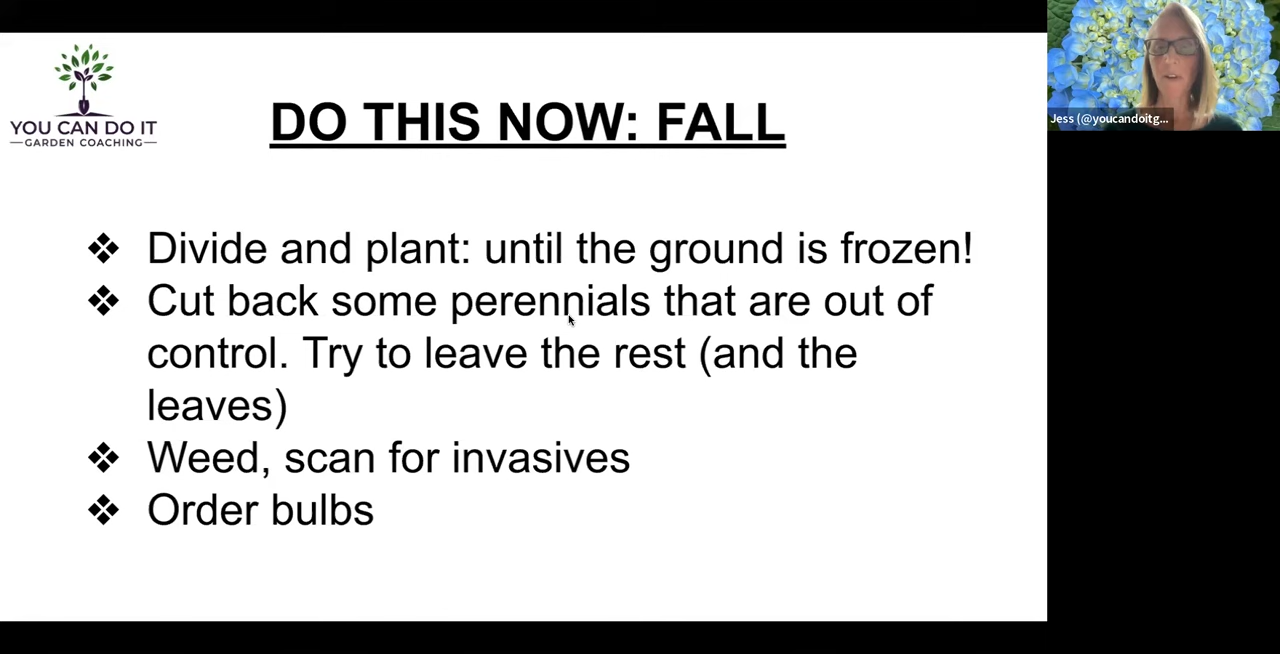 YOU CAN DO IT
GARDEN COACHING
DO THIS NOW: FALL
❖ Divide and plant: until the ground is frozen!
❖ Cut back some perennials that are out of
control. Try to leave the rest (and the
leaves)
❖ Weed, scan for invasives
❖ Order bulbs
Jess (@youcandoitg...